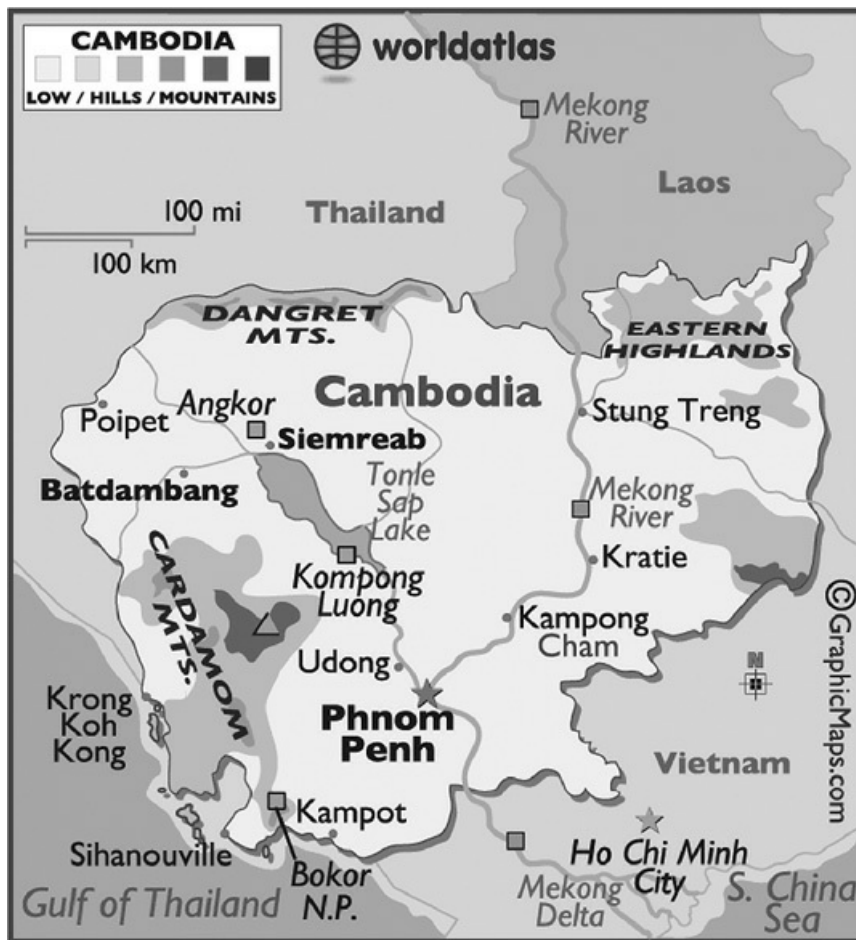 CAMBODIA
LOW / HILLS / MOUNTAINS
worldatlas
100 mi
100 km
Mekong
River
Laos
Thailand
DANGRET
MTS.
EASTERN
HIGHLANDS
Cambodia
Poipet
Angkor
Siemreab
Stung Treng
Batdambang
Tonle
Sap
Lake
Mekong
River
Kompong
Luong
Kratie
CARDAMOM
MTS.
Kampong
Cham
Udong
Krong
Koh
Kong
Phnom
Penh
N
© GraphicMaps.com
Vietnam
Kampot
Sihanouville
Bokor
N.P.
Ho Chi Minh
City
Gulf of Thailand
Mekong
Delta
S. China
Sea